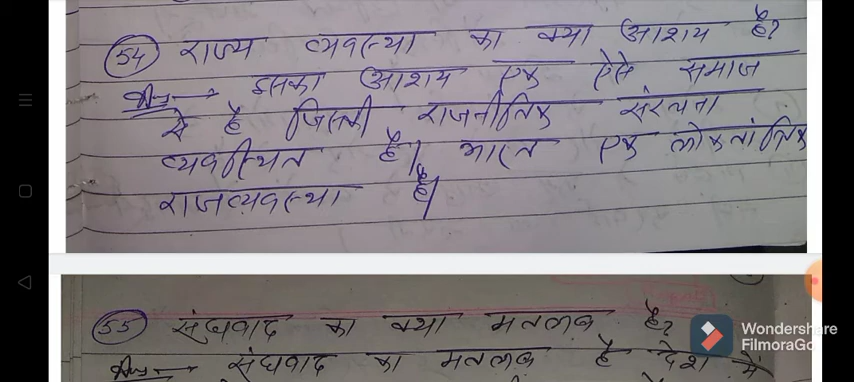 (54) राज्य व्यवस्था का क्या आशय है?
Ans→ इसका आशय एक ऐसे समाज
से है जिसकी राजनीतिक संरचना
व्यवस्थित है। भारत एक लोकतांत्रिक
राजव्यवस्था है।
(55) संघवाद का क्या मतलब है?
Ans→ संघवाद का मतलब है देश में
Wondershare
FilmoraGo